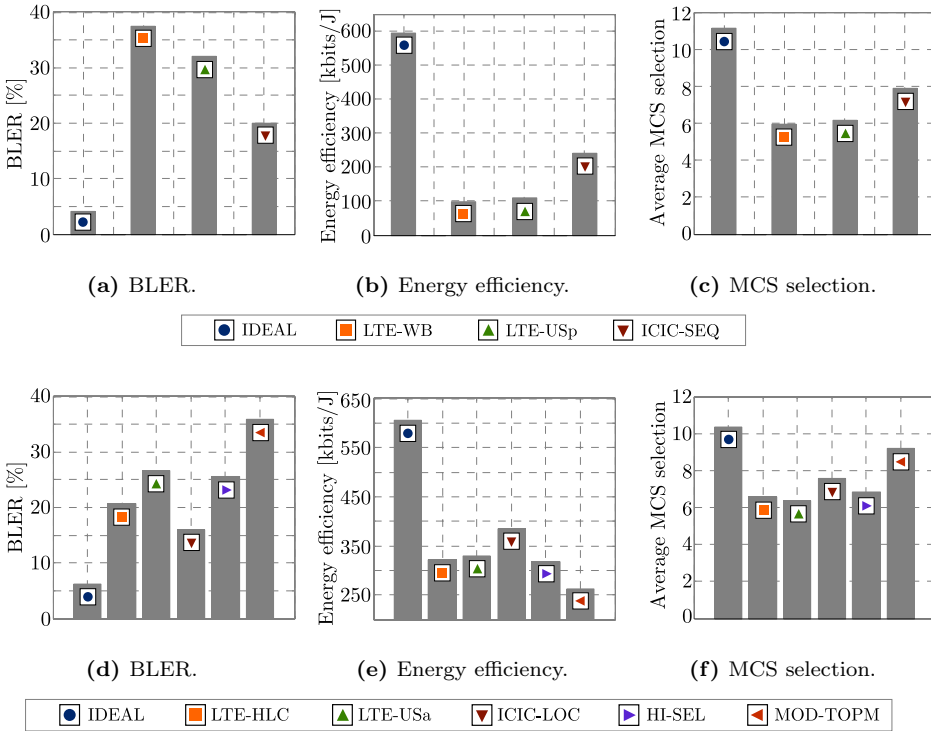 BLER [%]
40
30
20
10
0
Energy efficiency [kbits/J]
600
500
400
300
200
100
0
Average MCS selection
12
10
8
6
4
2
0
(a) BLER.
(b) Energy efficiency.
(c) MCS selection.
IDEAL LTE-WB LTE-USp ICIC-SEQ
BLER [%]
40
30
20
10
0
Energy efficiency [kbits/J]
650
550
450
350
250
Average MCS selection
12
10
8
6
4
2
0
(d) BLER.
(e) Energy efficiency.
(f) MCS selection.
IDEAL LTE-HLC LTE-USa ICIC-LOC HI-SEL MOD-TOPM